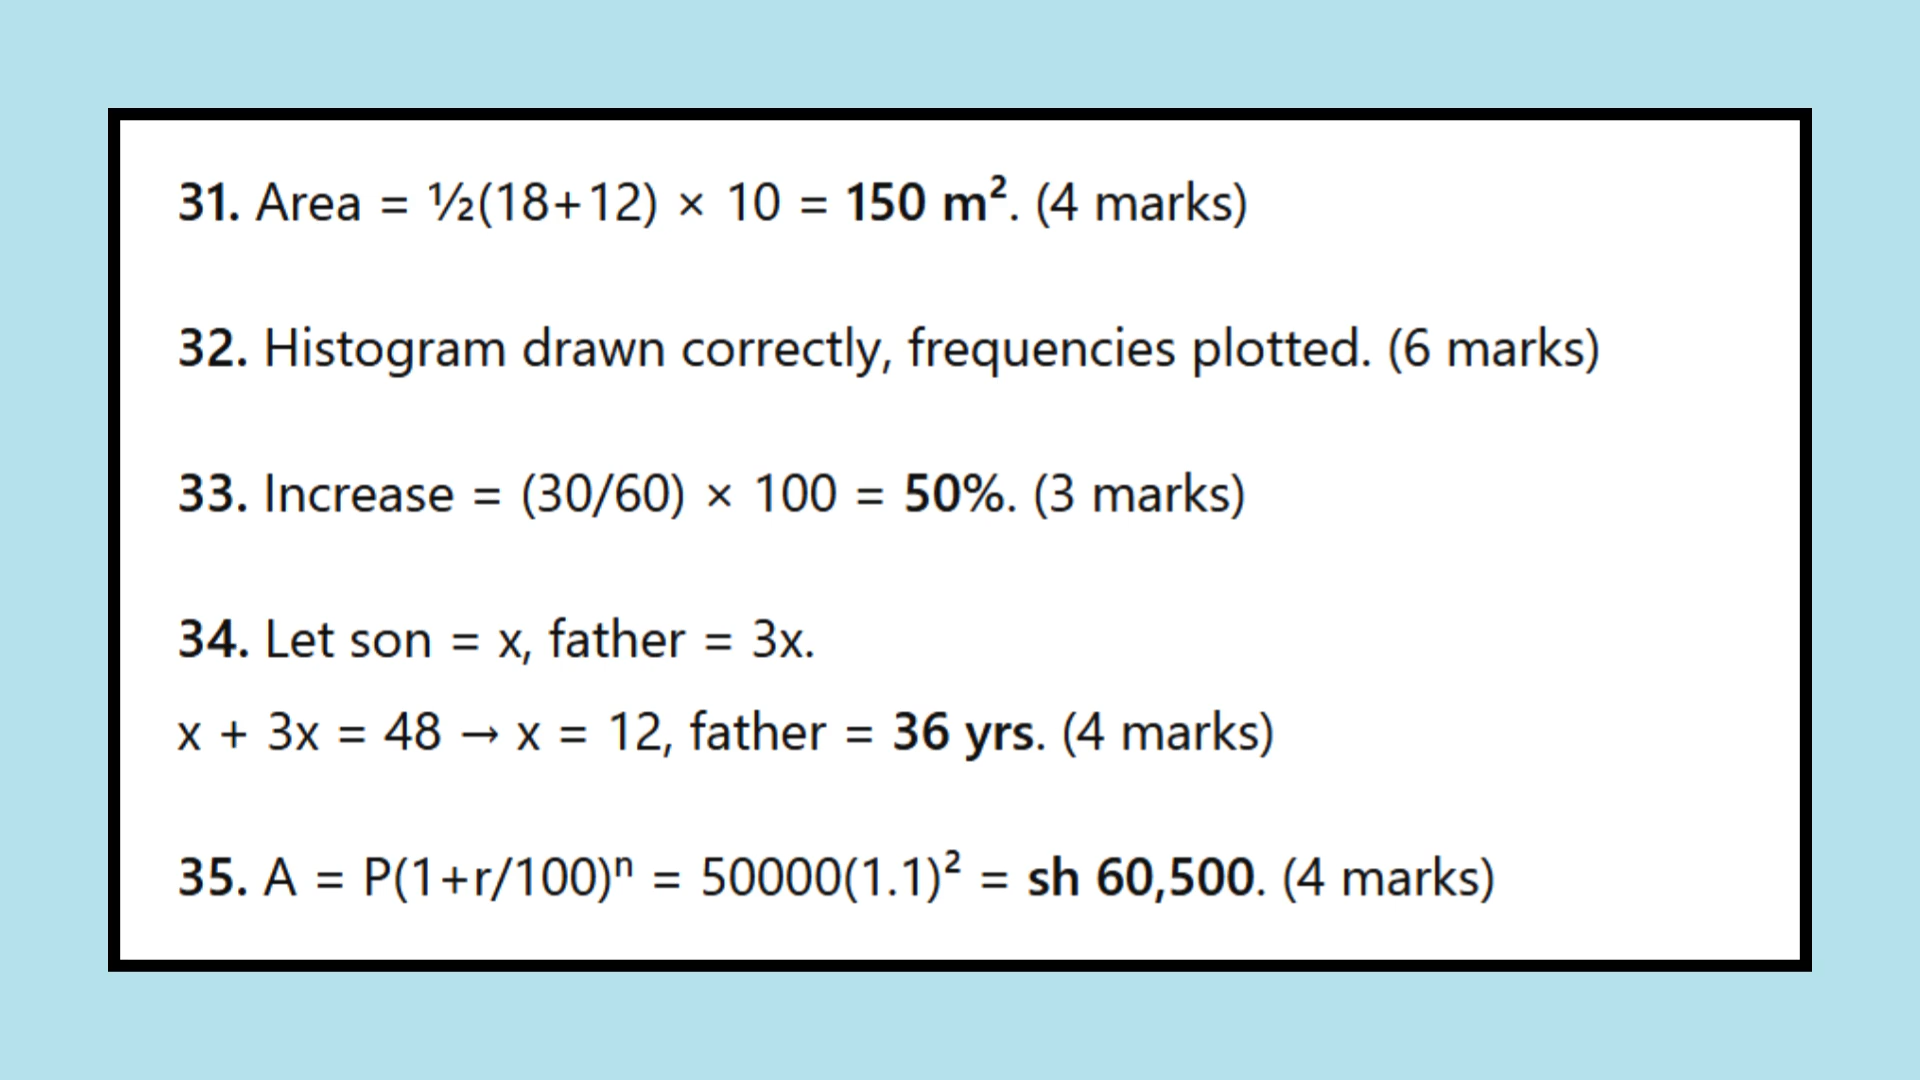 31. Area = ½(18+12) × 10 = 150 m². (4 marks)
32. Histogram drawn correctly, frequencies plotted. (6 marks)
33. Increase = (30/60) × 100 = 50%. (3 marks)
34. Let son = x, father = 3x.
x + 3x = 48 → x = 12, father = 36 yrs. (4 marks)
35. A = P(1+r/100)ⁿ = 50000(1.1)² = sh 60,500. (4 marks)